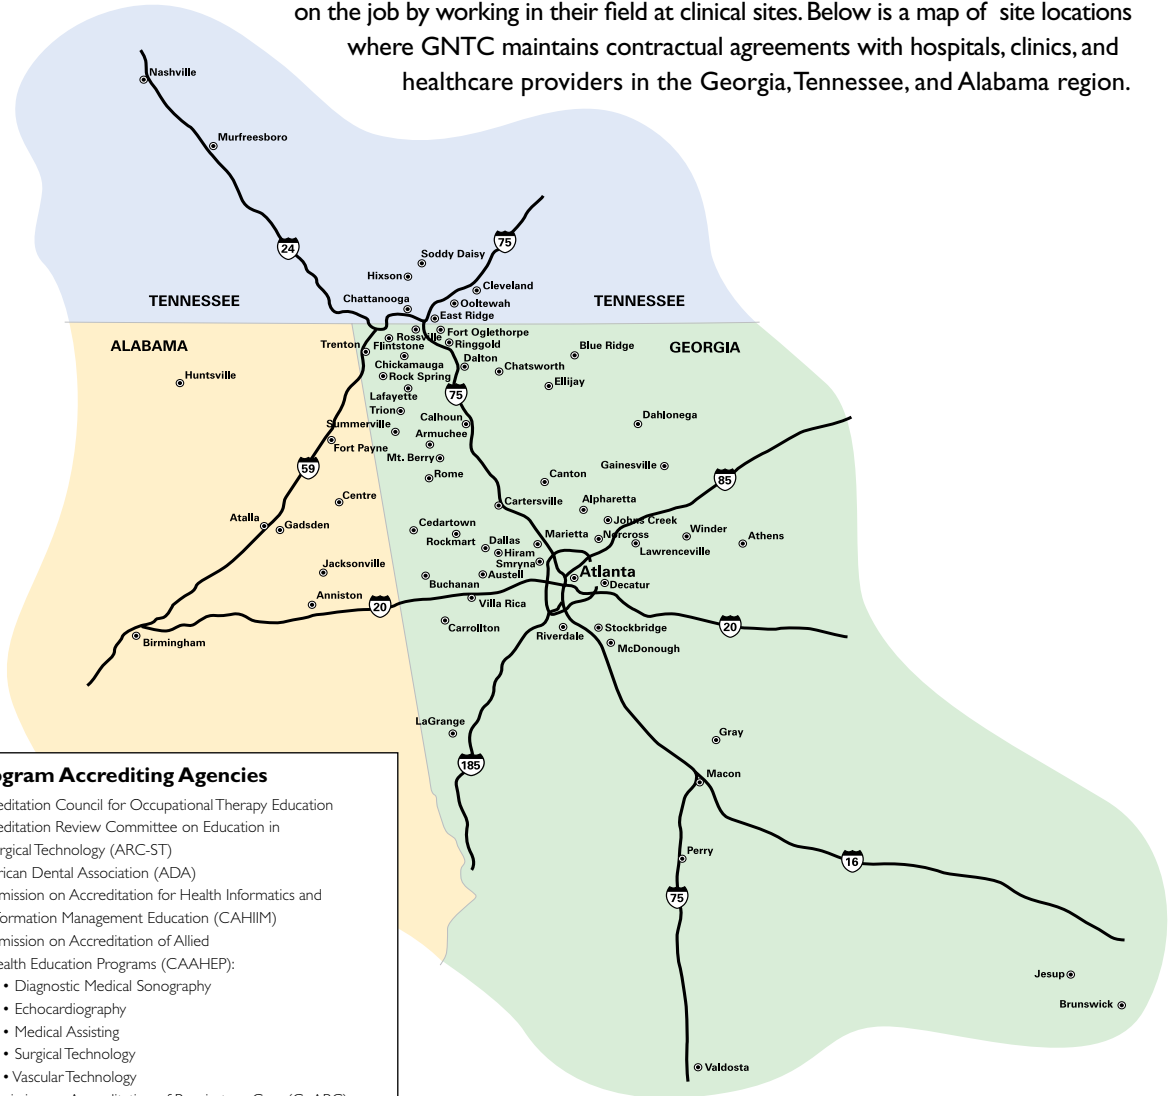 on the job by working in their field at clinical sites. Below is a map of site locations
where GNTC maintains contractual agreements with hospitals, clinics, and
healthcare providers in the Georgia, Tennessee, and Alabama region.
Nashville
Murfreesboro
24
75
Soddy Daisy
Hixson
Cleveland
Chattanooga
Ooltewah
TENNESSEE
TENNESSEE
East Ridge
Fort Oglethorpe
Rossville
Ringgold
Trenton
Flintstone
ALABAMA
Blue Ridge
GEORGIA
Dalton
Chickamauga
Chatsworth
Huntsville
Rock Spring
Ellijay
Lafayette
75
Trion
Calhoun
Dahlonega
Summerville
Armuchee
Fort Payne
Mt. Berry
59
Rome
Canton
Gainesville
85
Centre
Cartersville
Alpharetta
Atalla
Gadsden
Cedartown
Johns Creek
Rockmart
Dallas
Marietta
Norcross
Winder
Athens
Hiram
Lawrenceville
Smyrna
Jacksonville
Austell
Atlanta
Buchanan
Decatur
Anniston
20
Villa Rica
Birmingham
Carrollton
Riverdale
Stockbridge
20
McDonough
LaGrange
Gray
185
Macon
Perry
16
75
Jesup
Brunswick
Valdosta
ogram Accrediting Agencies
editation Council for Occupational Therapy Education
editation Review Committee on Education in
rgical Technology (ARC-ST)
rican Dental Association (ADA)
mission on Accreditation for Health Informatics and
formation Management Education (CAHIIM)
mission on Accreditation of Allied
ealth Education Programs (CAAHEP):
• Diagnostic Medical Sonography
• Echocardiography
• Medical Assisting
• Surgical Technology
• Vascular Technology